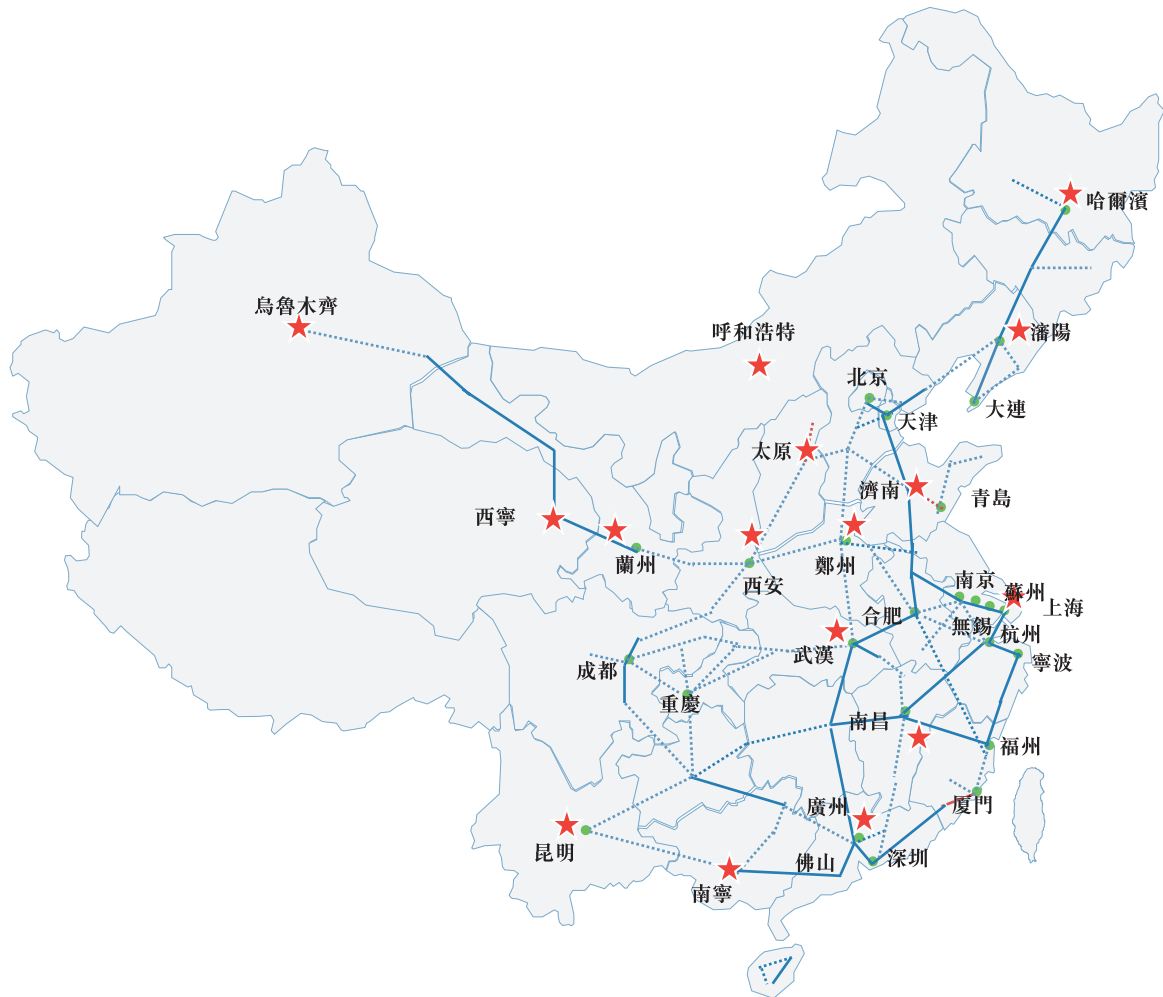 哈爾濱
烏魯木齊
呼和浩特
瀋陽
北京
大連
天津
太原
濟南
青島
西寧
蘭州
鄭州
西安
南京
蘇州
上海
合肥
無錫
杭州
武漢
寧波
成都
重慶
南昌
福州
廣州
厦門
昆明
佛山
深圳
南寧